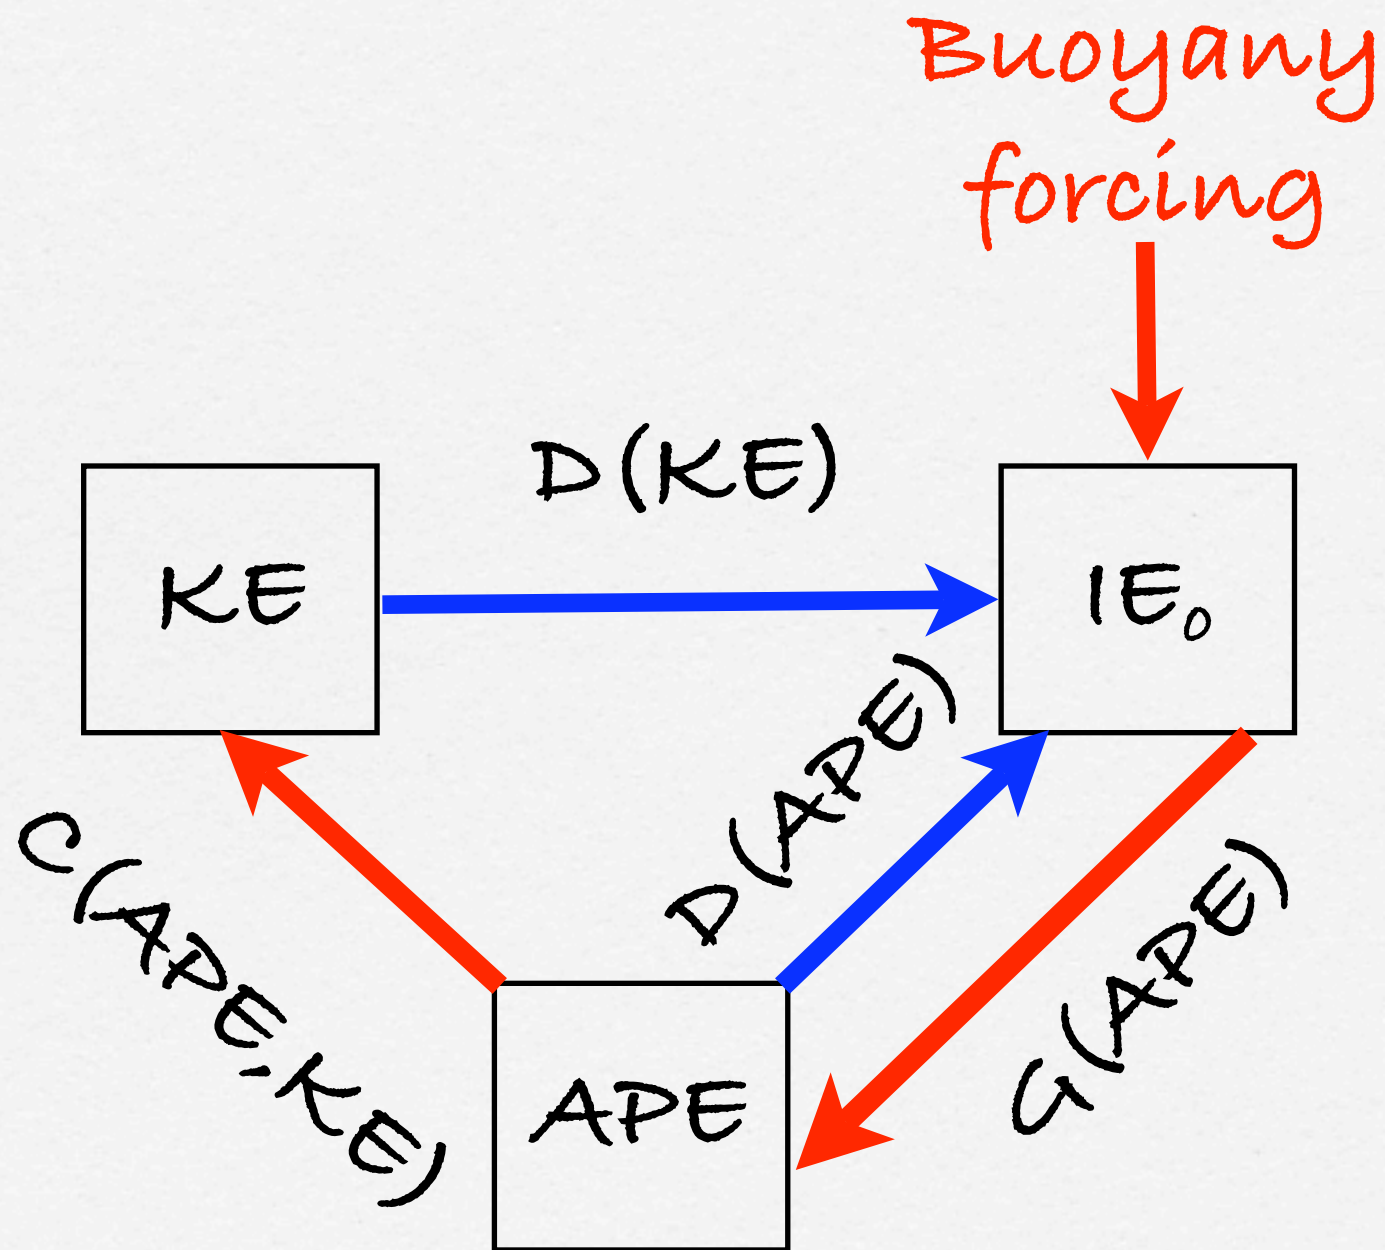 Buoyany
forcing
D(KE)
KE
IE₀
D(APE)
C(APE,KE)
G(APE)
APE